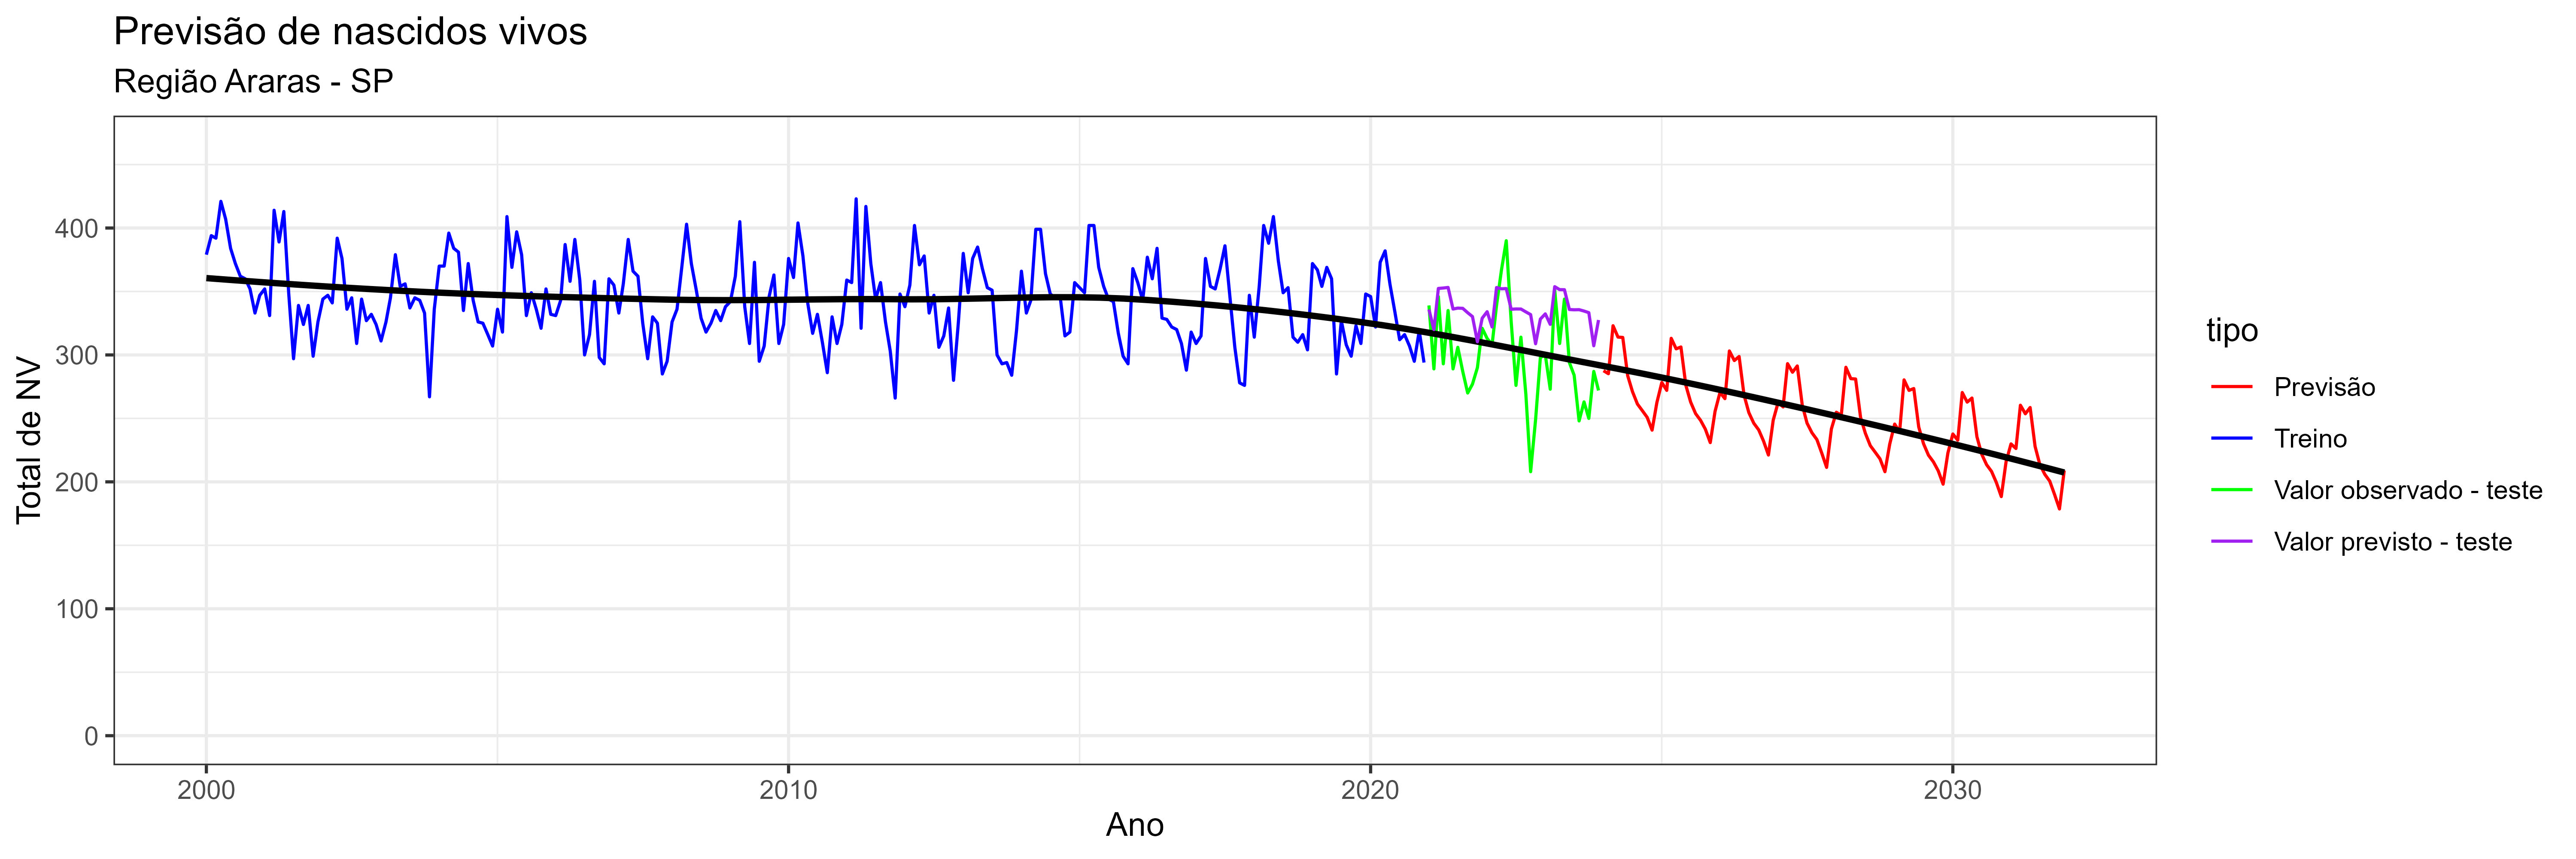 Previsão de nascidos vivos
Região Araras - SP
Total de NV
400
300
200
100
0
2000
2010
2020
2030
Ano
tipo
Previsão
Treino
Valor observado - teste
Valor previsto - teste